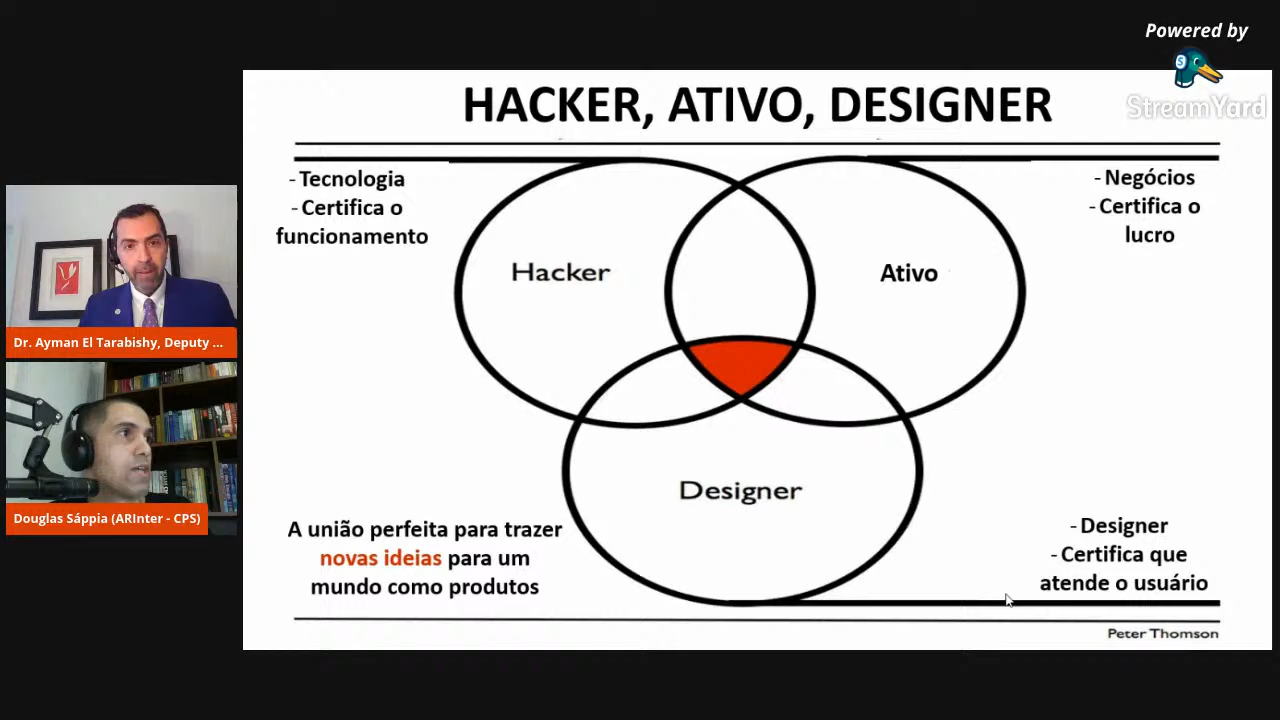 Powered by
StreamYard
HACKER, ATIVO, DESIGNER
- Tecnologia
- Certifica o
funcionamento
- Negócios
- Certifica o
lucro
Hacker
Ativo
Designer
A união perfeita para trazer
novas ideias para um
mundo como produtos
- Designer
- Certifica que
atende o usuário
Peter Thomson
Dr. Ayman El Tarabishy, Deputy ...
Douglas Sáppia (ARInter - CPS)